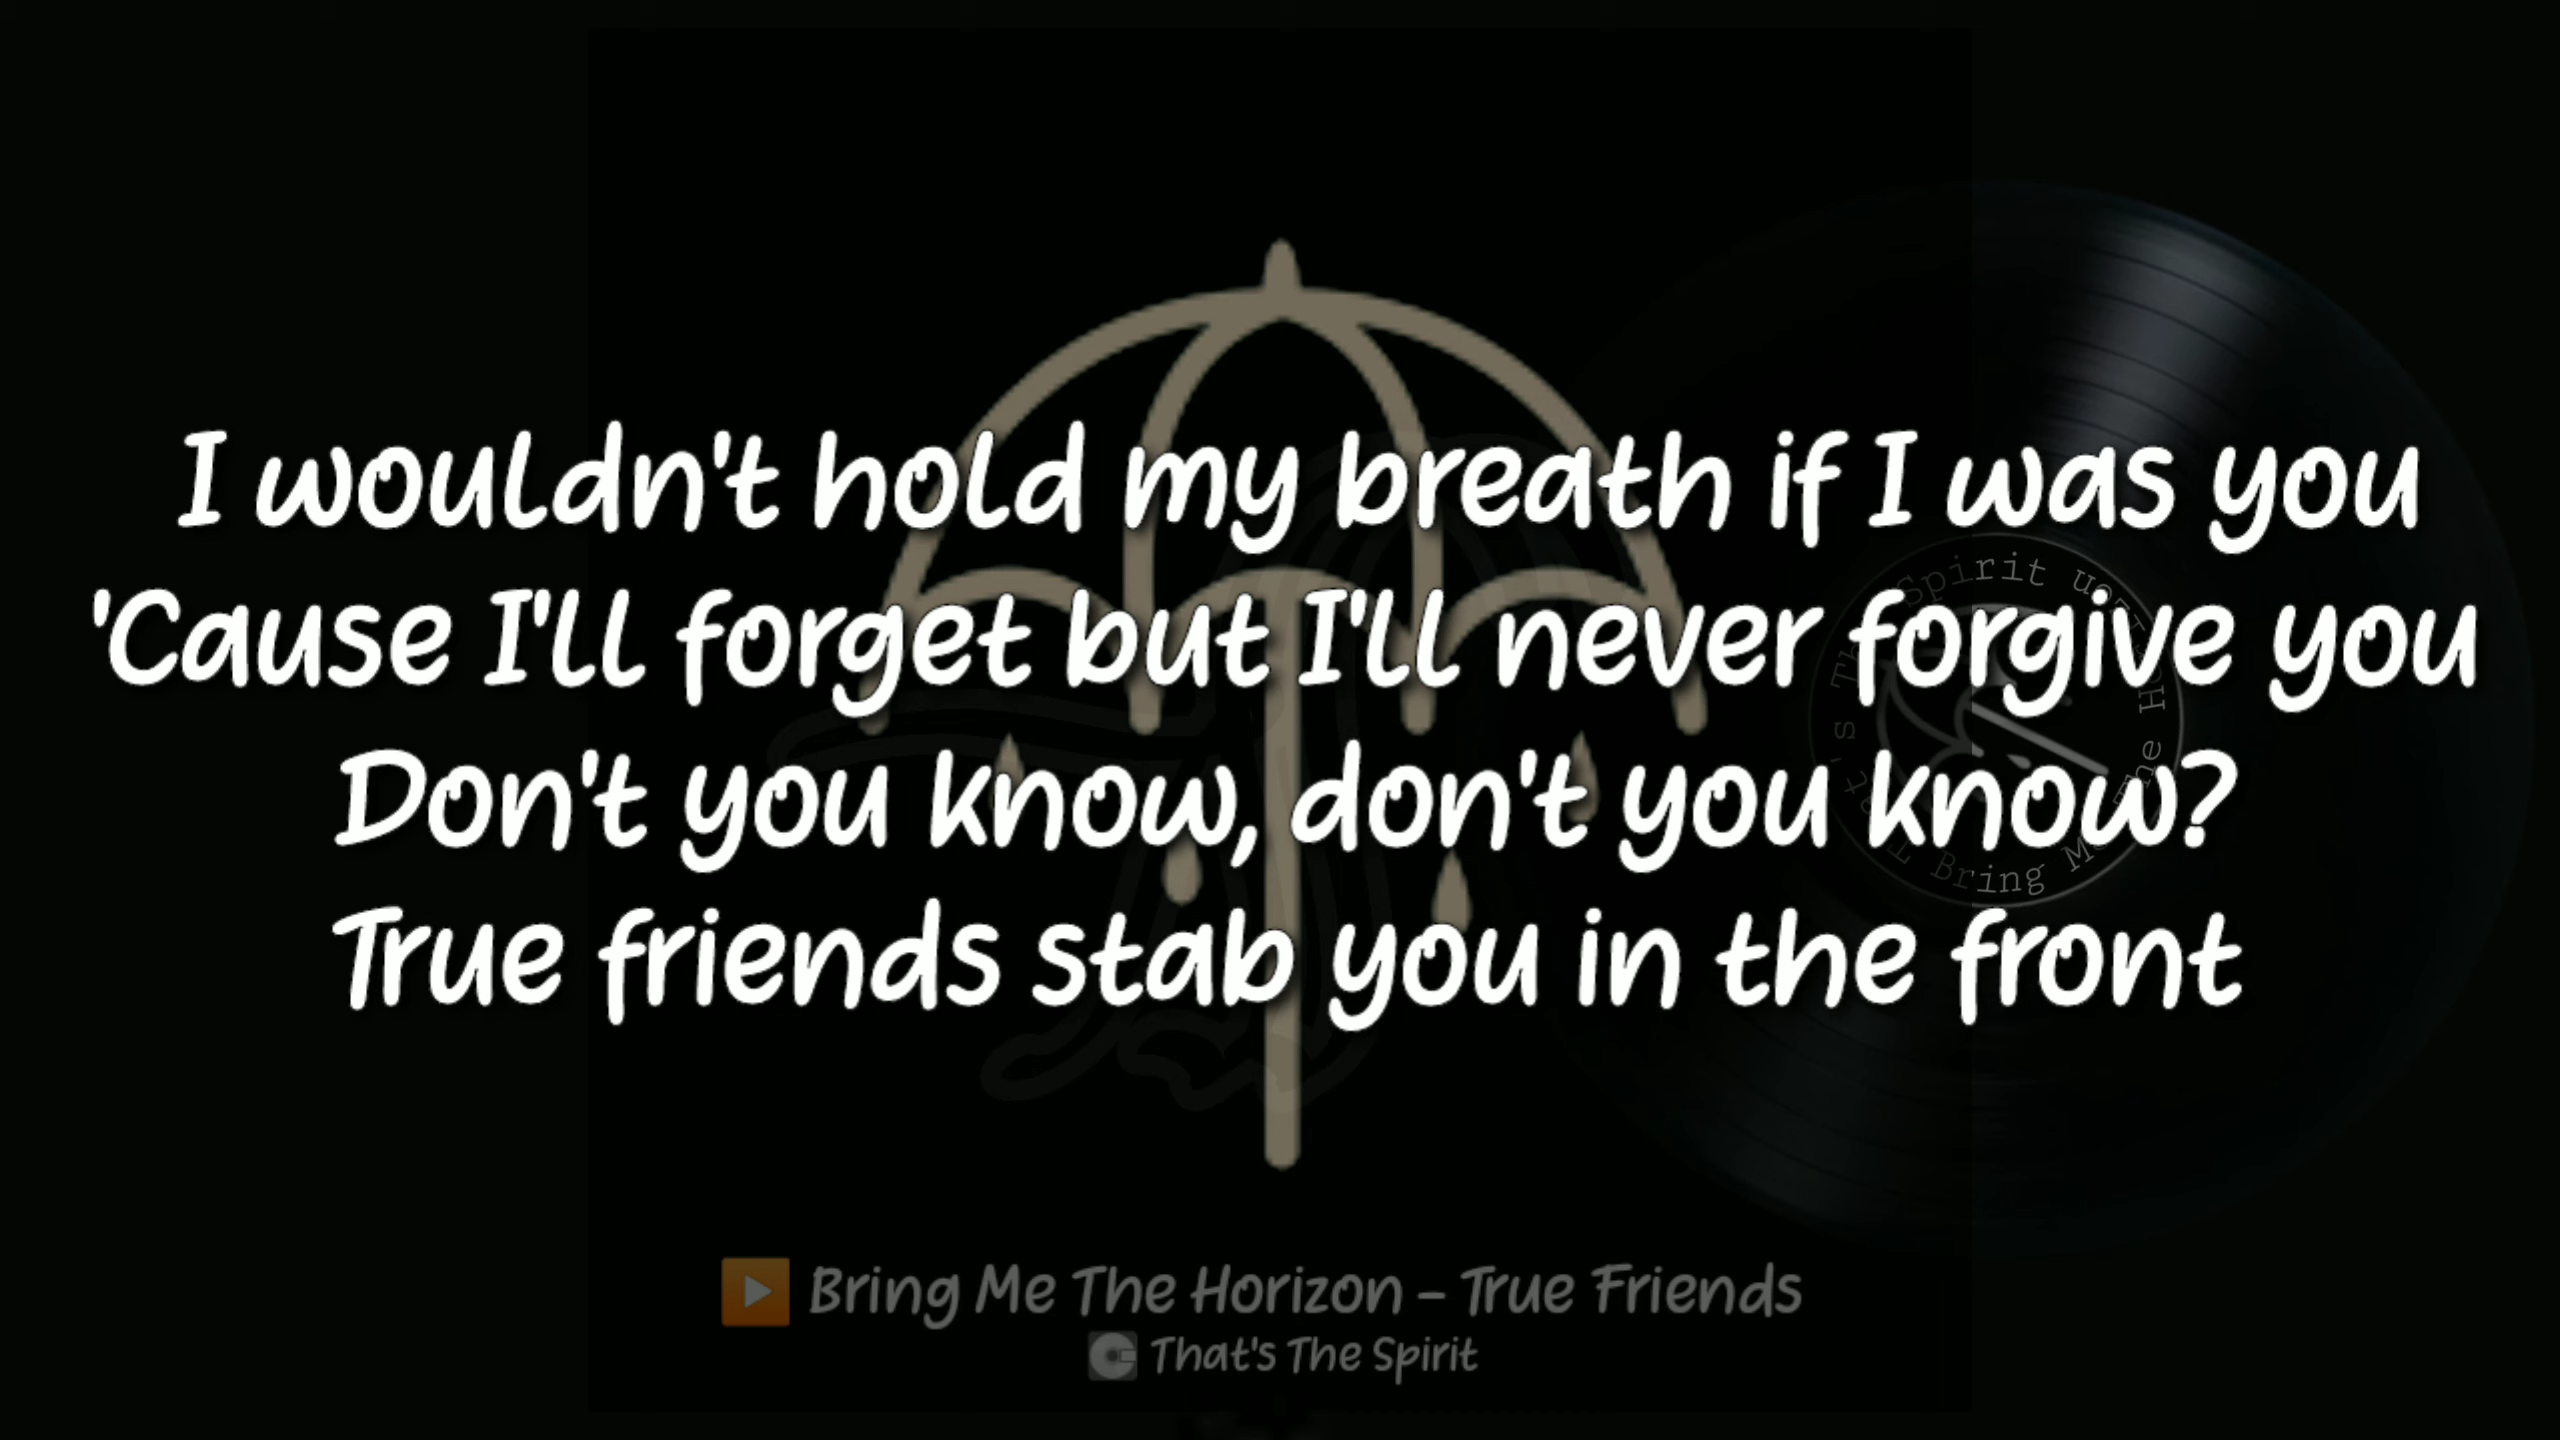 I wouldn't hold my breath if I was you
'Cause I'll forget but I'll never forgive you
Don't you know, don't you know?
True friends stab you in the front
Bring Me The Horizon – True Friends
That's The Spirit